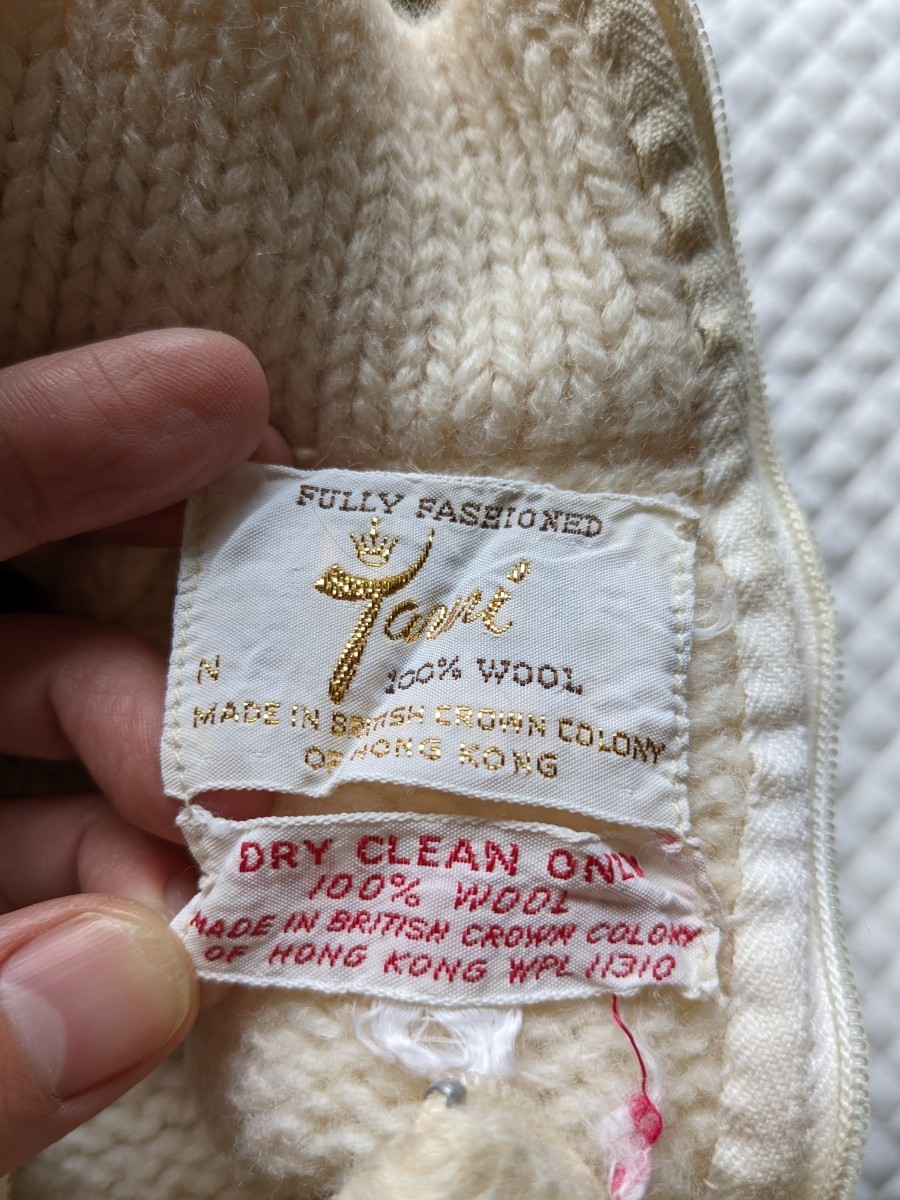 FULLY FASHIONED
Tami
N
100% WOOL
MADE IN BRITISH CROWN COLONY
OF HONG KONG
DRY CLEAN ONLY
100% WOOL
MADE IN BRITISH CROWN COLONY
OF HONG KONG WPL 11310